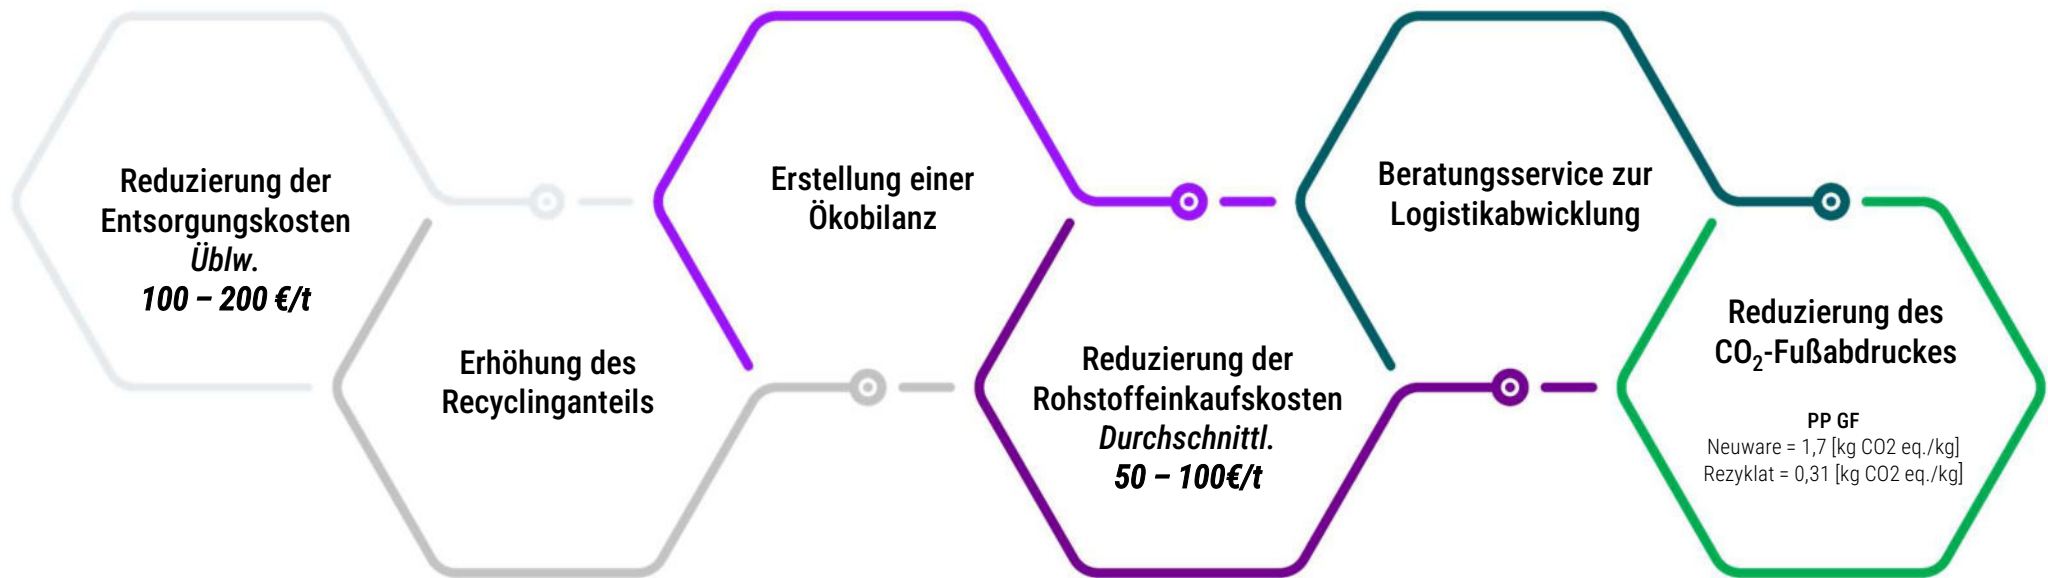 Reduzierung der
Entsorgungskosten
Üblw.
100 – 200 €/t
Erhöhung des
Recyclinganteils
Erstellung einer
Ökobilanz
Reduzierung der
Rohstoffeinkaufskosten
Durchschnittl.
50 – 100€/t
Beratungsservice zur
Logistikabwicklung
Reduzierung des
CO₂-Fußabdruckes
PP GF
Neuware = 1,7 [kg CO2 eq./kg]
Rezyklat = 0,31 [kg CO2 eq./kg]